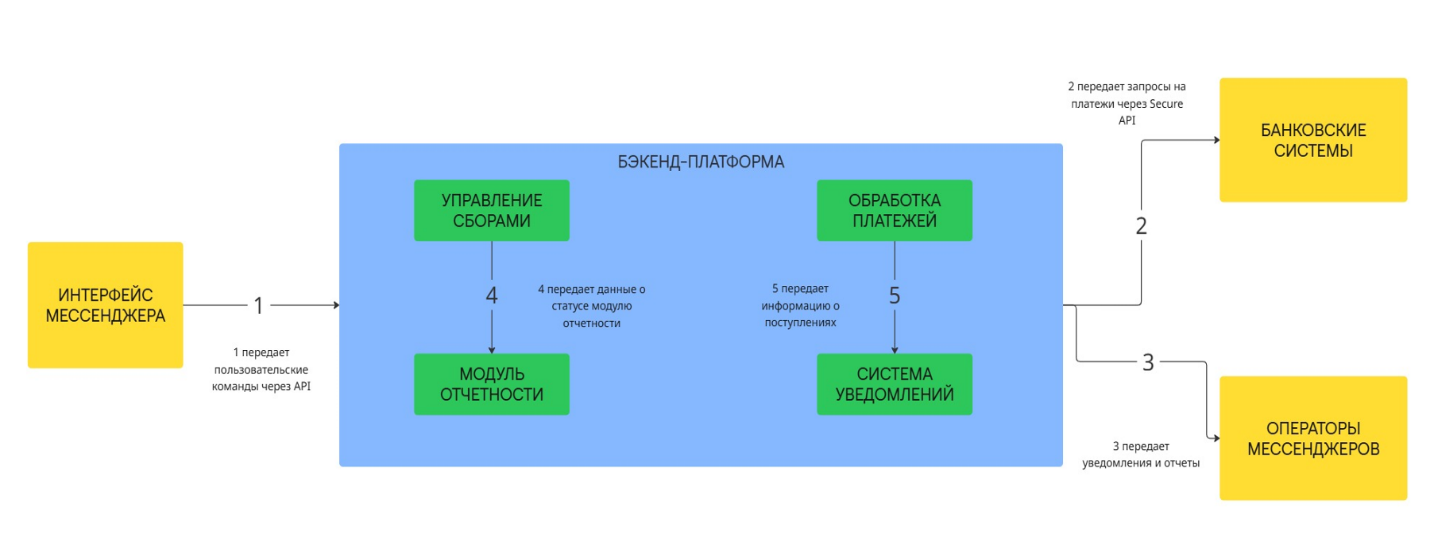 2 передает запросы на
платежи через Secure
API
БАНКОВСКИЕ
СИСТЕМЫ
БЭКЕНД-ПЛАТФОРМА
УПРАВЛЕНИЕ
СБОРАМИ
ОБРАБОТКА
ПЛАТЕЖЕЙ
2
ИНТЕРФЕЙС
МЕССЕНДЖЕРА
1
4
4 передает данные о
статусе модулю
отчетности
5 передает
информацию о
поступлениях
5
1 передает
пользовательские
команды через API
МОДУЛЬ
ОТЧЕТНОСТИ
СИСТЕМА
УВЕДОМЛЕНИЙ
3
3 передает
уведомления и отчеты
ОПЕРАТОРЫ
МЕССЕНДЖЕРОВ